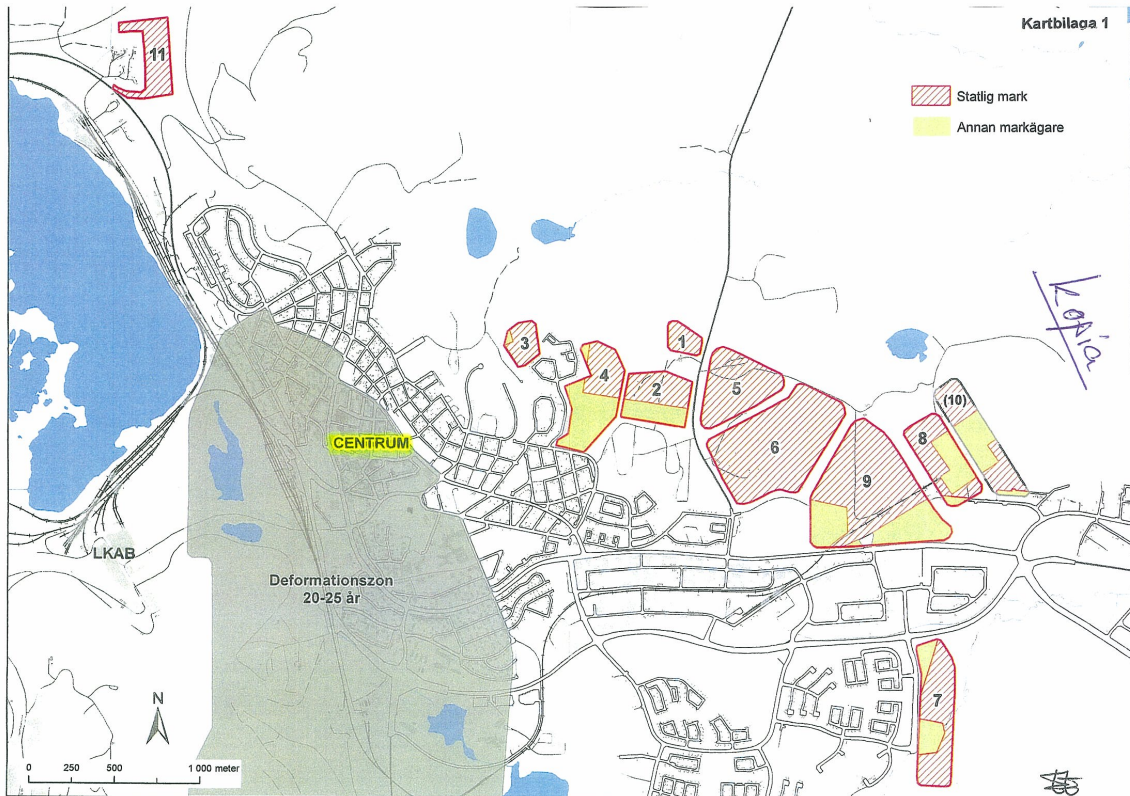 Kartbilaga 1
11
Statlig mark
Annan markägare
Kopia
1
3
4
2
5
(10)
8
6
9
CENTRUM
LKAB
Deformationszon
20-25 år
7
N
0 250 500 1 000 meter